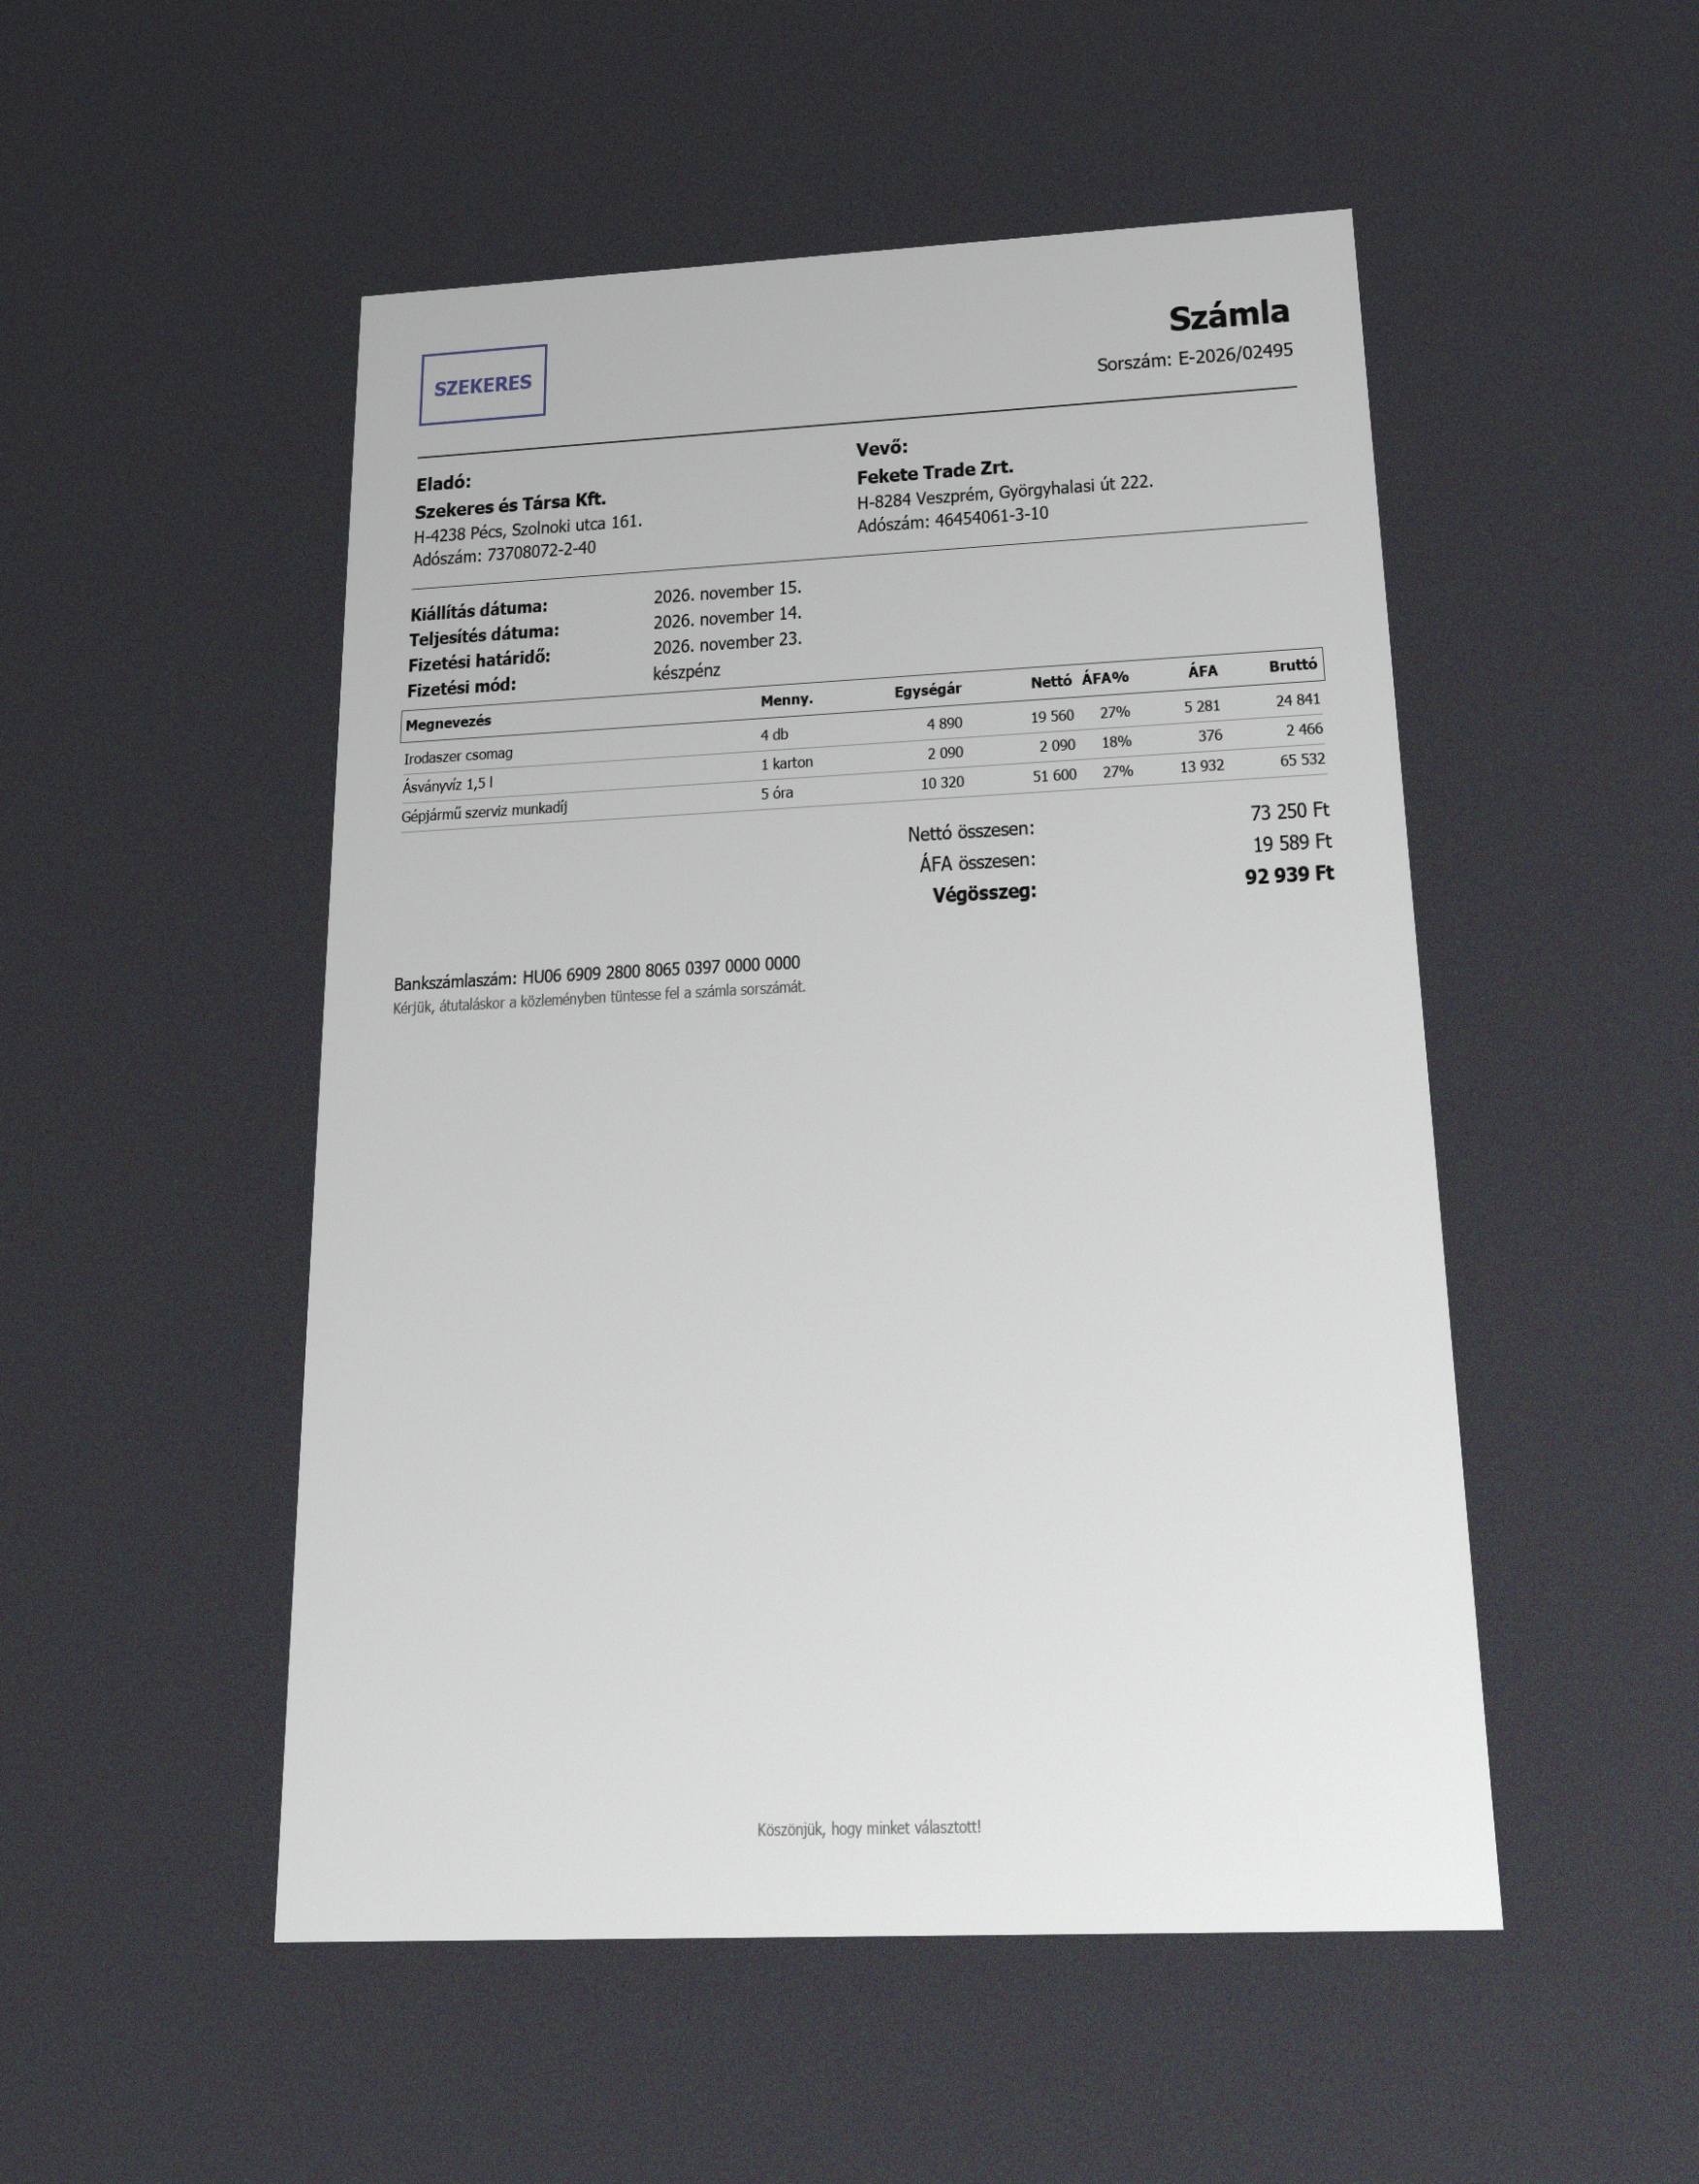 SZEKERES
Számla
Sorszám: E-2026/02495
Eladó:
Szekeres és Társa Kft.
H-4238 Pécs, Szolnoki utca 161.
Adószám: 73708072-2-40
Vevő:
Fekete Trade Zrt.
H-8284 Veszprém, Györgyhalasi út 222.
Adószám: 46454061-3-10
Kiállítás dátuma: 2026. november 15.
Teljesítés dátuma: 2026. november 14.
Fizetési határidő: 2026. november 23.
Fizetési mód: készpénz
Megnevezés Menny. Egységár Nettó ÁFA% ÁFA Bruttó
Irodaszer csomag 4 db 4 890 19 560 27% 5 281 24 841
Ásványvíz 1,5 l 1 karton 2 090 2 090 18% 376 2 466
Gépjármű szerviz munkadíj 5 óra 10 320 51 600 27% 13 932 65 532
Nettó összesen: 73 250 Ft
ÁFA összesen: 19 589 Ft
Végösszeg: 92 939 Ft
Bankszámlaszám: HU06 6909 2800 8065 0397 0000 0000
Kérjük, átutaláskor a közleményben tüntesse fel a számla sorszámát.
Köszönjük, hogy minket választott!